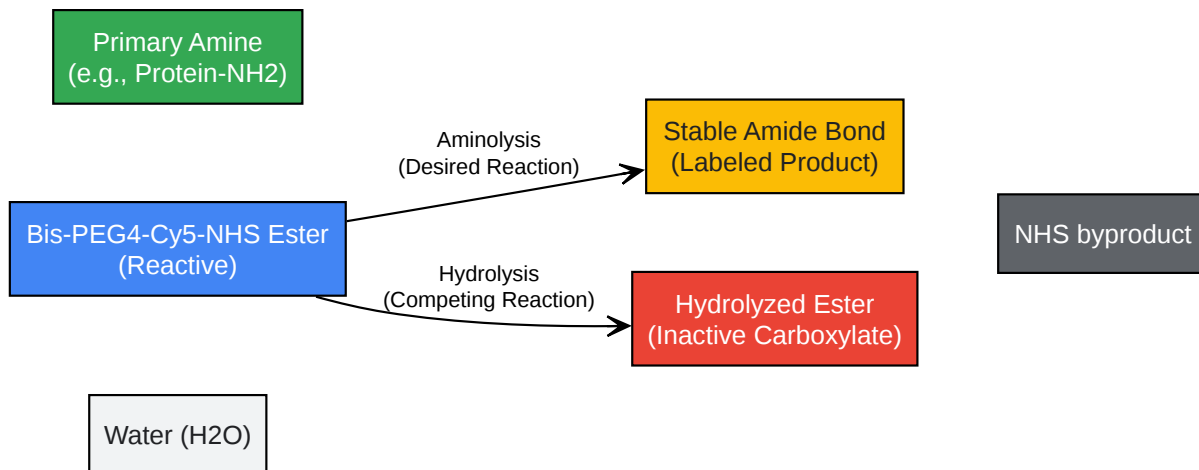 Primary Amine
(e.g., Protein-NH2)
Aminolysis
(Desired Reaction)
Stable Amide Bond
(Labeled Product)
Bis-PEG4-Cy5-NHS Ester
(Reactive)
NHS byproduct
Hydrolysis
(Competing Reaction)
Hydrolyzed Ester
(Inactive Carboxylate)
Water (H2O)